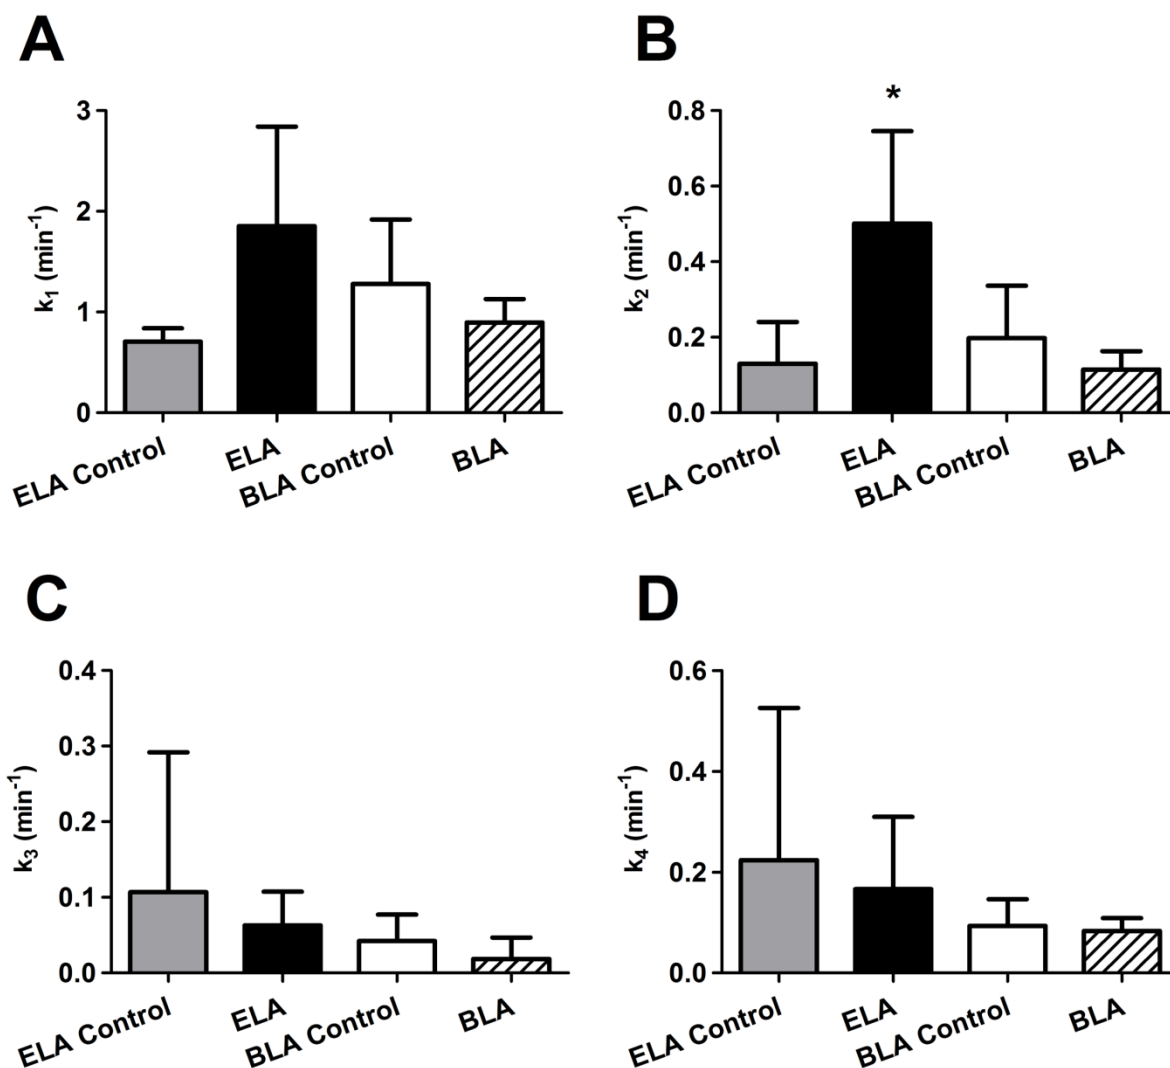 A
k₁ (min⁻¹)
3
2
1
0
ELA Control
ELA
BLA Control
BLA
B
*
k₂ (min⁻¹)
0.8
0.6
0.4
0.2
0.0
ELA Control
ELA
BLA Control
BLA
C
k₃ (min⁻¹)
0.4
0.3
0.2
0.1
0.0
ELA Control
ELA
BLA Control
BLA
D
k₄ (min⁻¹)
0.6
0.4
0.2
0.0
ELA Control
ELA
BLA Control
BLA